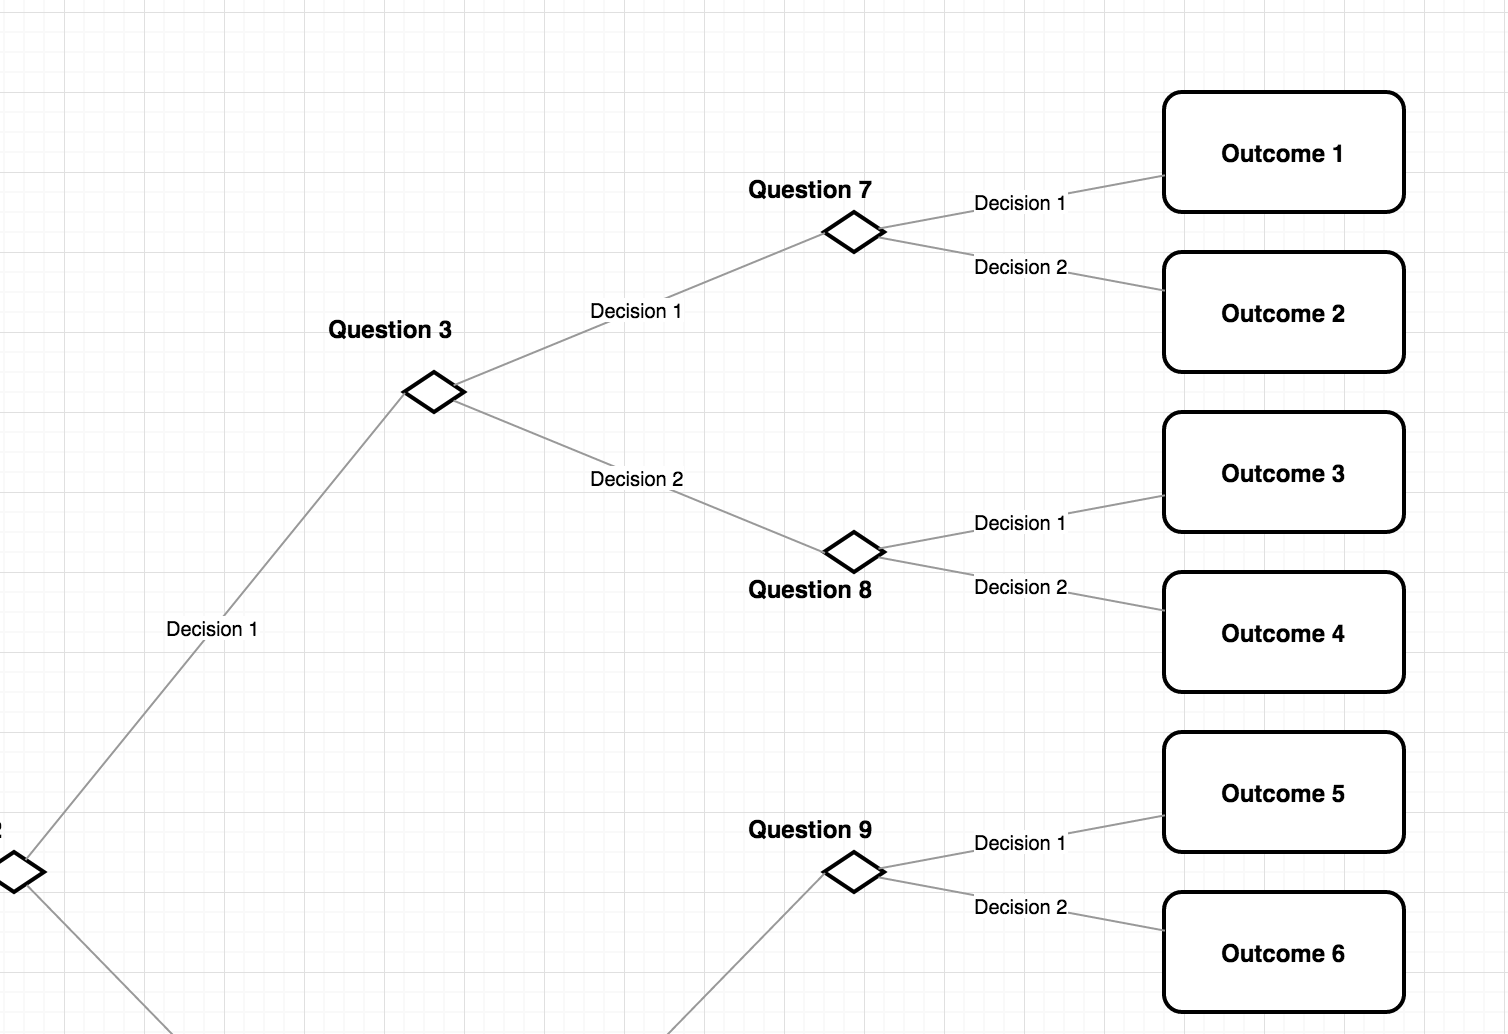 Outcome 1
Question 7
Decision 1
Decision 2
Outcome 2
Decision 1
Question 3
Decision 2
Outcome 3
Decision 1
Question 8
Decision 2
Outcome 4
Decision 1
Outcome 5
Question 9
Decision 1
Decision 2
Outcome 6